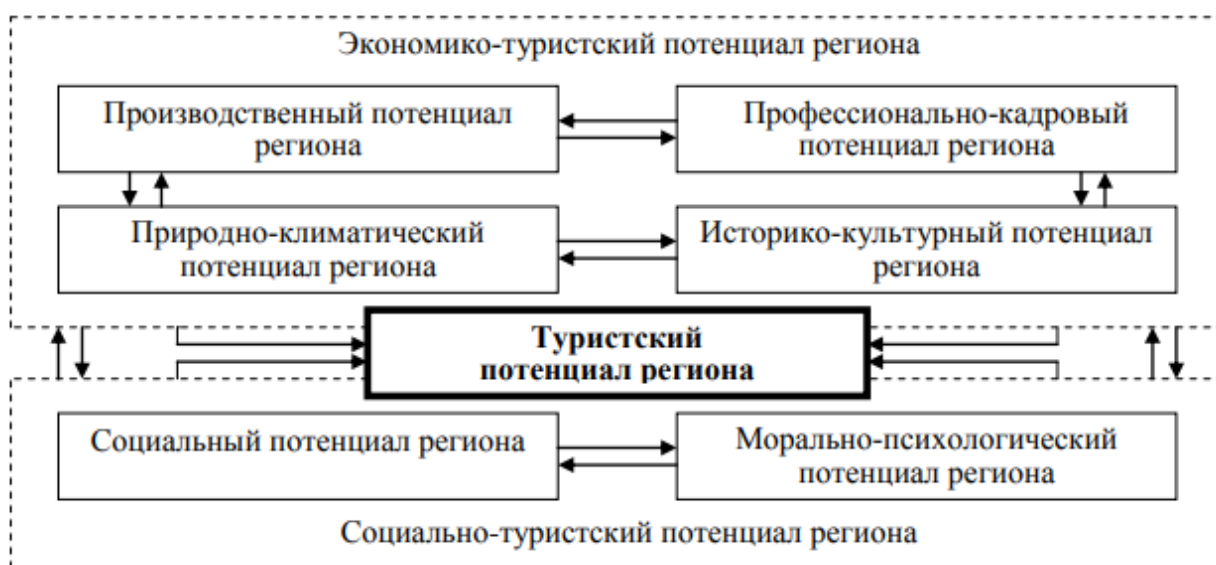 Экономико-туристский потенциал региона
Производственный потенциал
региона
Профессионально-кадровый
потенциал региона
Природно-климатический
потенциал региона
Историко-культурный потенциал
региона
Туристский
потенциал региона
Социальный потенциал региона
Морально-психологический
потенциал региона
Социально-туристский потенциал региона